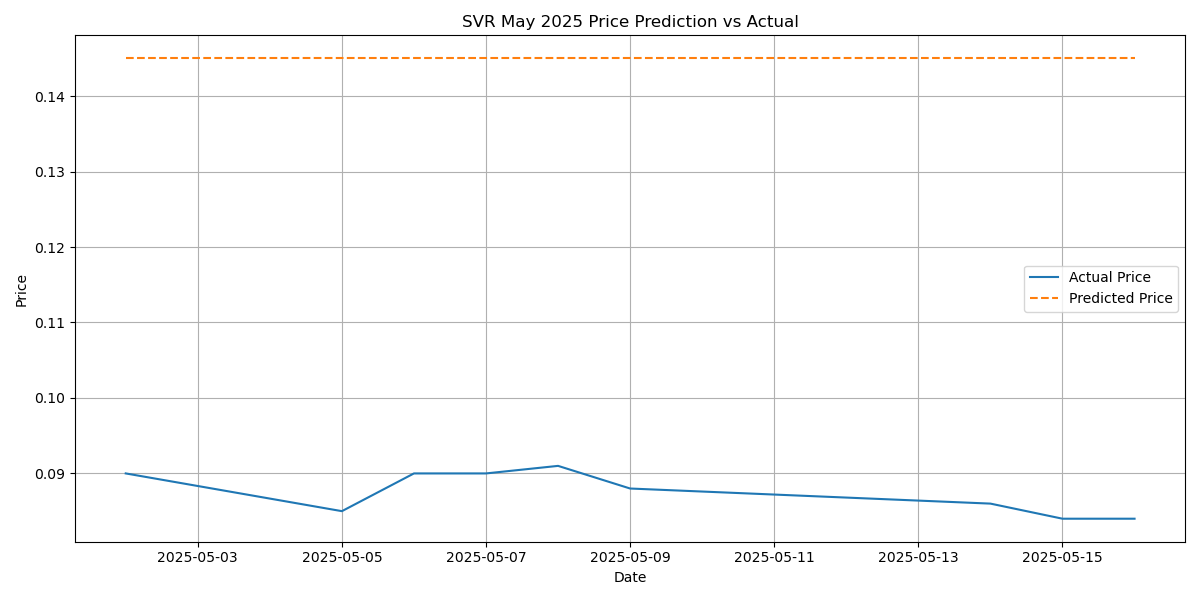 SVR May 2025 Price Prediction vs Actual
Price
0.14
0.13
0.12
0.11
0.10
0.09
Actual Price
Predicted Price
2025-05-03
2025-05-05
2025-05-07
2025-05-09
2025-05-11
2025-05-13
2025-05-15
Date